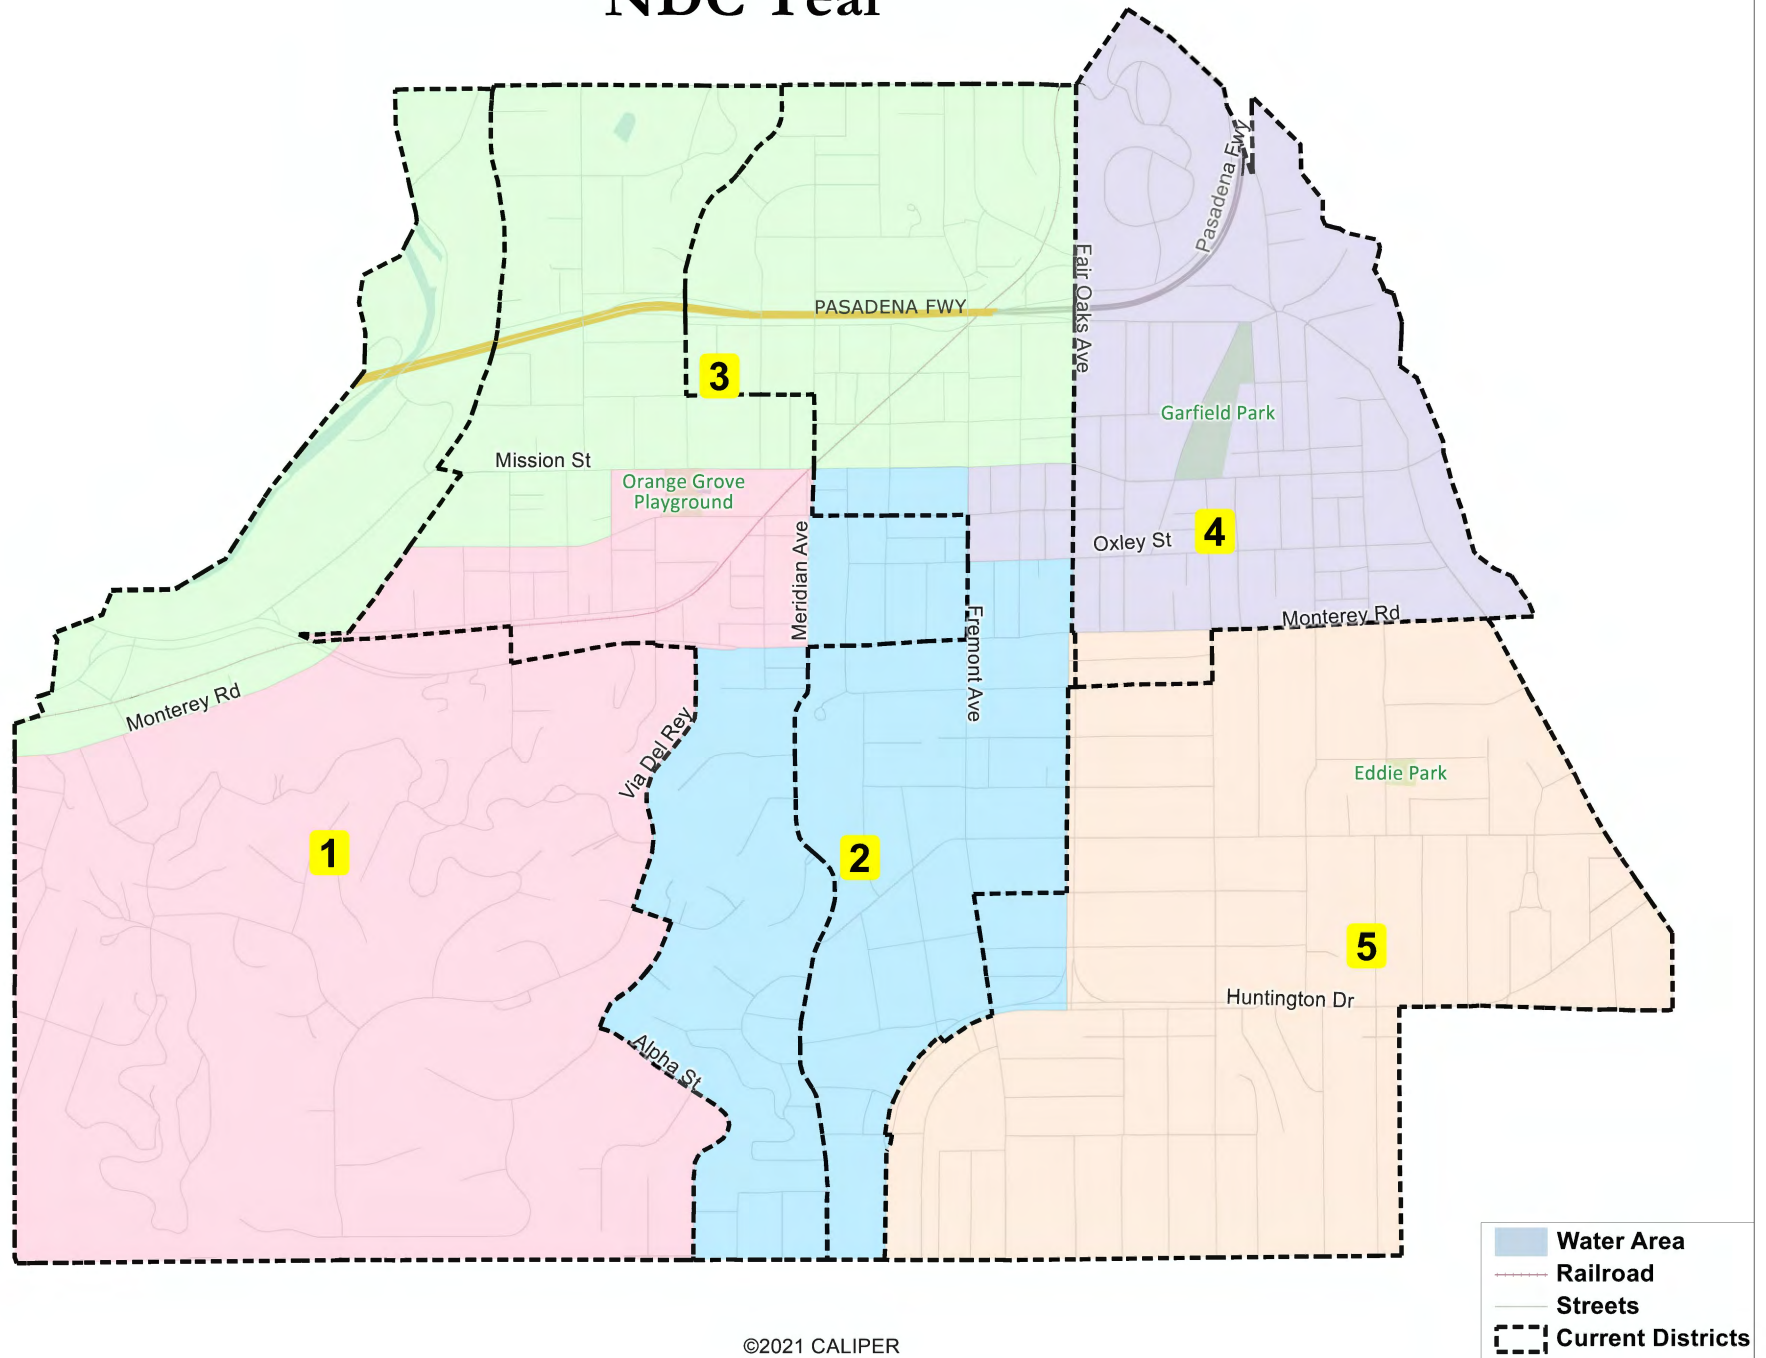 NDC Teal
Pasadena Fwy
Fair Oaks Ave
PASADENA FWY
3
Garfield Park
Mission St
Orange Grove
Playground
Meridian Ave
Oxley St
4
Monterey Rd
Fremont Ave
Monterey Rd
Via Del Rey
Eddie Park
1
2
5
Huntington Dr
Alpha St
Water Area
Railroad
Streets
Current Districts
©2021 CALIPER